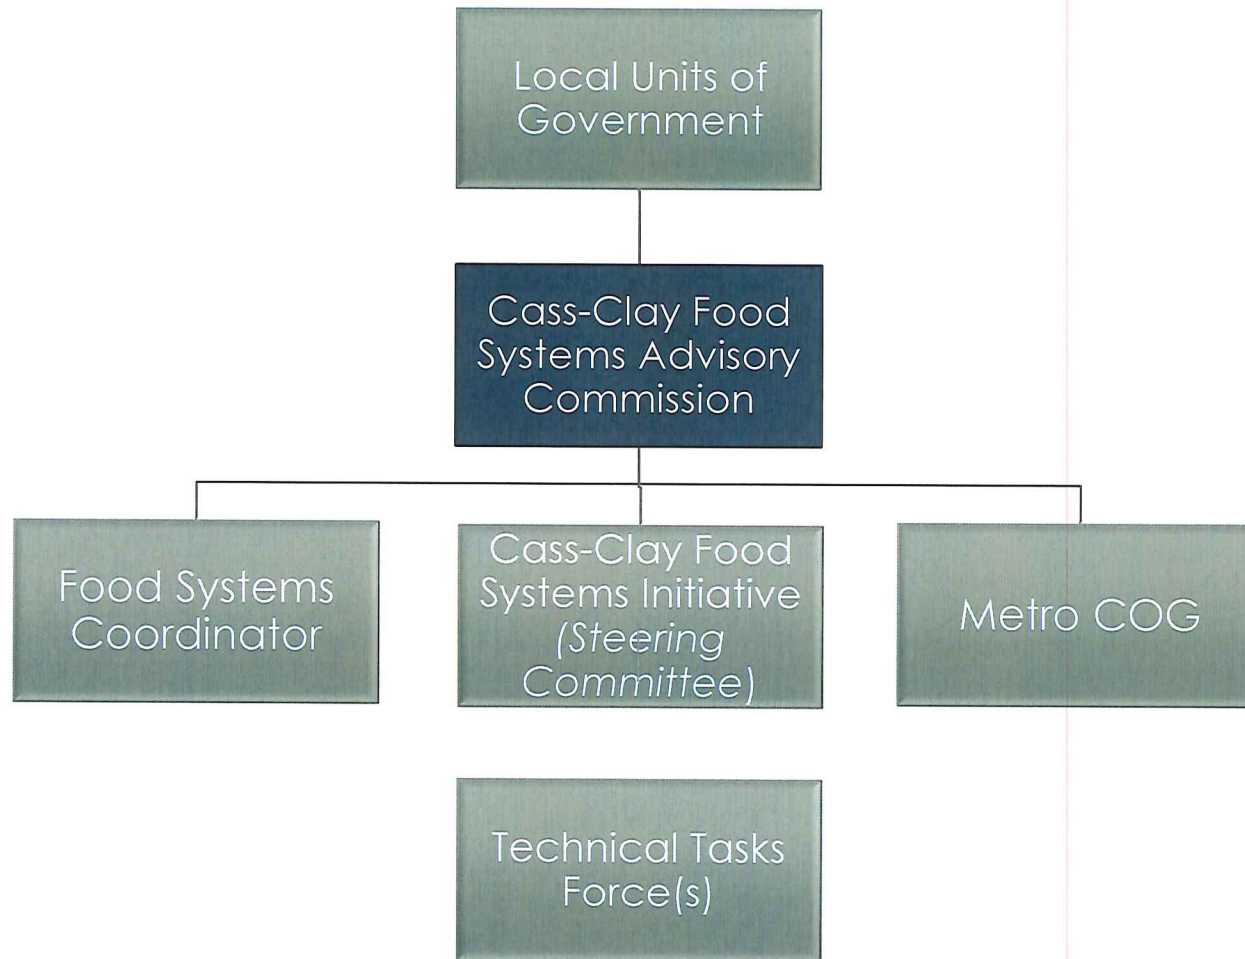 Local Units of
Government
Cass-Clay Food
Systems Advisory
Commission
Food Systems
Coordinator
Cass-Clay Food
Systems Initiative
(Steering
Committee)
Metro COG
Technical Tasks
Force(s)